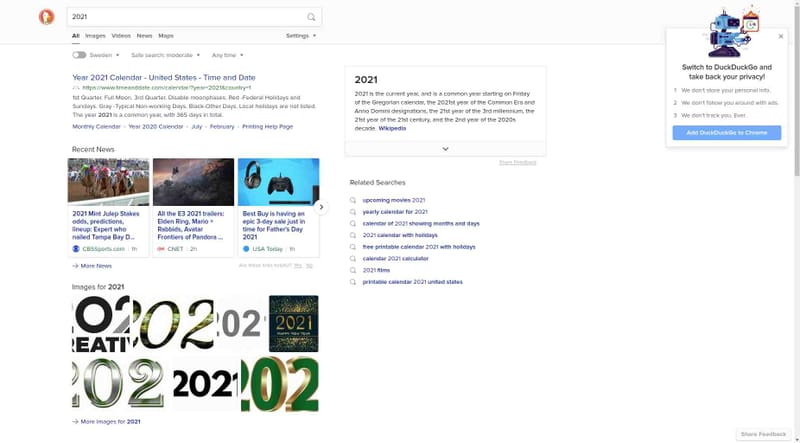 2021
All Images Videos News Maps Settings
Sweden Safe search: moderate Any time
Year 2021 Calendar - United States - Time and Date
https://www.timeanddate.com/calendar/?year=2021&country=1
1st Quarter. Full Moon. 3rd Quarter. Disable moonphases. Red -Federal Holidays and
Sundays. Gray -Typical Non-working Days. Black-Other Days. Local holidays are not listed.
The year 2021 is a common year, with 365 days in total.
Monthly Calendar · Year 2020 Calendar · July · February · Printing Help Page
Recent News
2021 Mint Julep Stakes
odds, predictions,
lineup: Expert who
nailed Tampa Bay D...
CBSSports.com 1h
All the E3 2021 trailers:
Elden Ring, Mario +
Rabbids, Avatar
Frontiers of Pandora ...
CNET 2h
Best Buy is having an
epic 3-day sale just in
time for Father's Day
2021
USA Today 1h
→ More News
Are these links helpful? Yes No
Images for 2021
2021
CREATIV
202
2021
2021
HAPPY NEW YEAR
202
2021
202
→ More Images for 2021
2021
2021 is the current year, and is a common year starting on Friday
of the Gregorian calendar, the 2021st year of the Common Era and
Anno Domini designations, the 21st year of the 3rd millennium, the
21st year of the 21st century, and the 2nd year of the 2020s
decade. Wikipedia
Share Feedback
Related Searches
upcoming movies 2021
yearly calendar for 2021
calendar of 2021 showing months and days
2021 calendar with holidays
free printable calendar 2021 with holidays
calendar 2021 calculator
2021 films
printable calendar 2021 united states
Switch to DuckDuckGo and
take back your privacy!
1 We don't store your personal info.
2 We don't follow you around with ads.
3 We don't track you. Ever.
Add DuckDuckGo to Chrome
Share Feedback